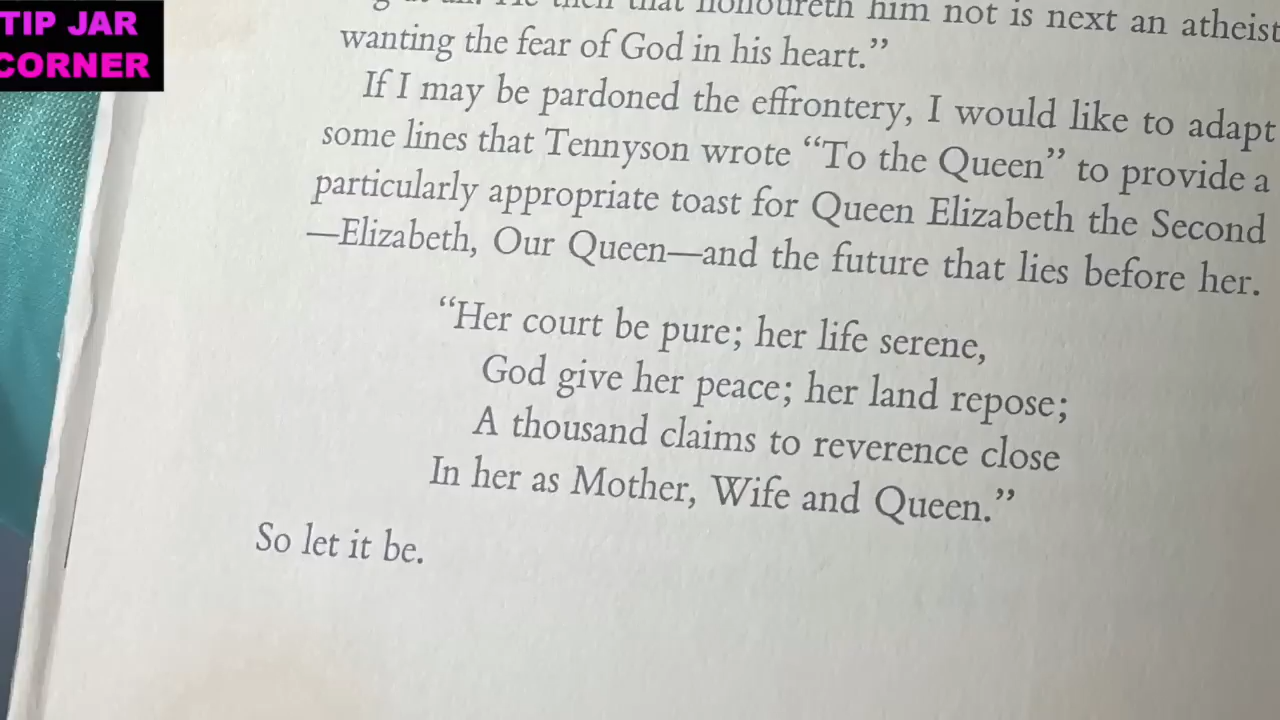 TIP JAR
CORNER
him not is next an atheist
wanting the fear of God in his heart.”
If I may be pardoned the effrontery, I would like to adapt
some lines that Tennyson wrote “To the Queen” to provide a
particularly appropriate toast for Queen Elizabeth the Second
—Elizabeth, Our Queen—and the future that lies before her.
“Her court be pure; her life serene,
God give her peace; her land repose;
A thousand claims to reverence close
In her as Mother, Wife and Queen.”
So let it be.